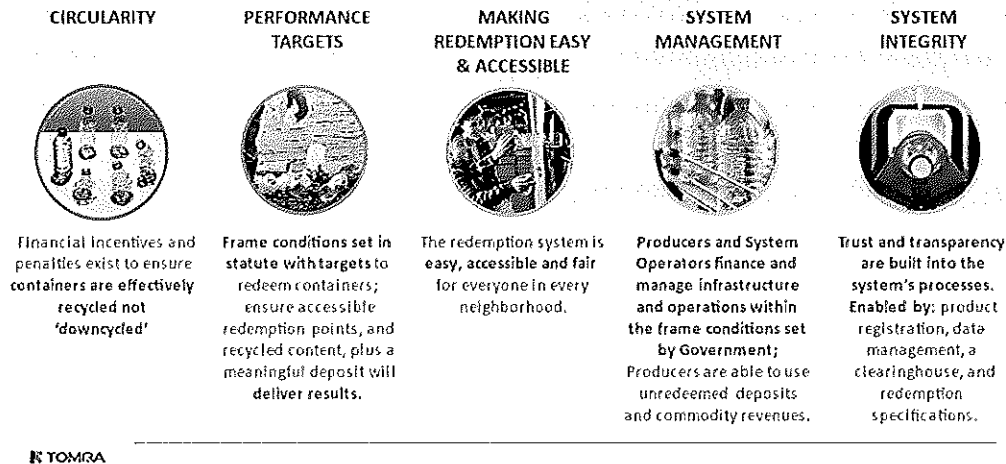 CIRCULARITY
Financial incentives and
penalties exist to ensure
containers are effectively
recycled not
'downcycled'
PERFORMANCE
TARGETS
Frame conditions set in
statute with targets to
redeem containers;
ensure accessible
redemption points, and
recycled content, plus a
meaningful deposit will
deliver results.
MAKING
REDEMPTION EASY
& ACCESSIBLE
The redemption system is
easy, accessible and fair
for everyone in every
neighborhood.
SYSTEM
MANAGEMENT
Producers and System
Operators finance and
manage infrastructure
and operations within
the frame conditions set
by Government;
Producers are able to use
unredeemed deposits
and commodity revenues.
SYSTEM
INTEGRITY
Trust and transparency
are built into the
system's processes.
Enabled by: product
registration, data
management, a
clearinghouse, and
redemption
specifications.
TOMRA